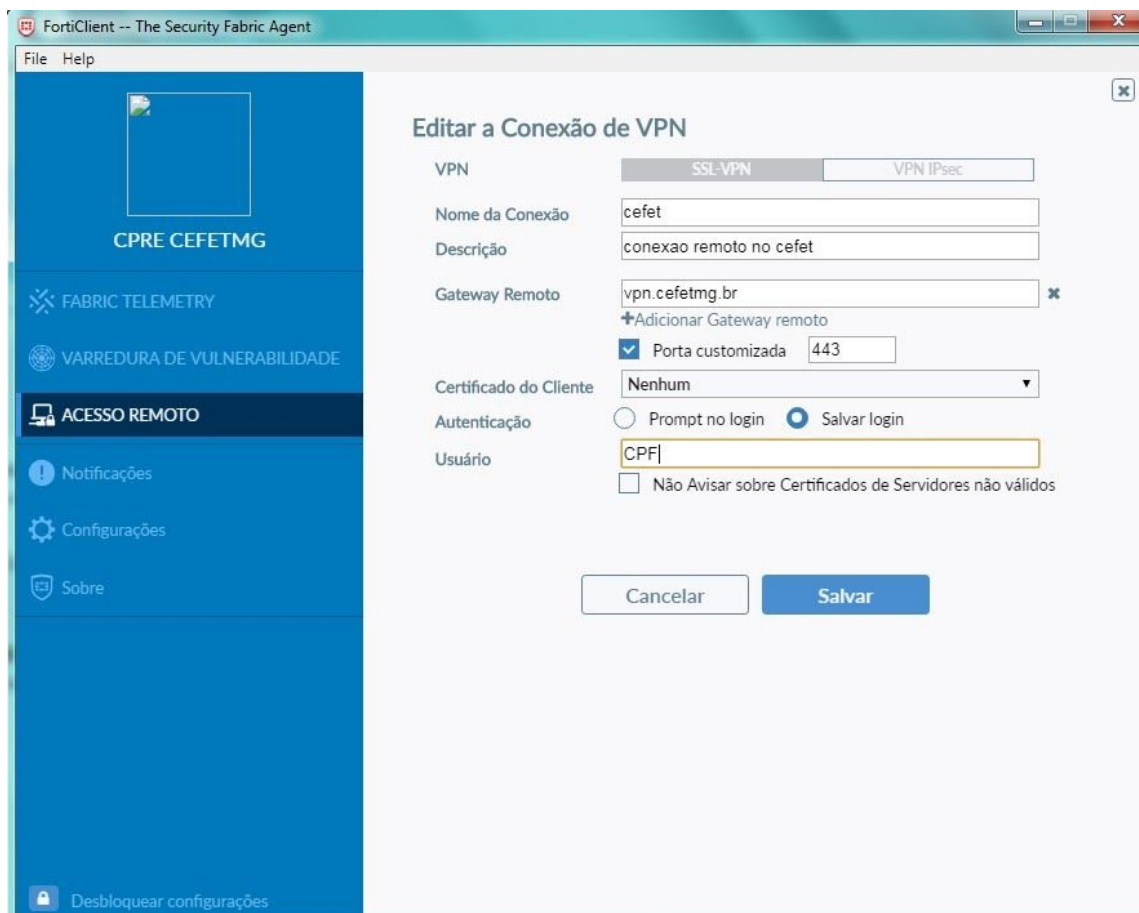 FortiClient -- The Security Fabric Agent
File Help
CPRE CEFETMG
FABRIC TELEMETRY
VARREDURA DE VULNERABILIDADE
ACESSO REMOTO
Notificações
Configurações
Sobre
Desbloquear configurações
Editar a Conexão de VPN
VPN SSL-VPN VPN IPsec
Nome da Conexão cefet
Descrição conexao remoto no cefet
Gateway Remoto vpn.cefetmg.br
+Adicionar Gateway remoto
Porta customizada 443
Certificado do Cliente Nenhum
Autenticação Prompt no login Salvar login
Usuário CPF
Não Avisar sobre Certificados de Servidores não válidos
Cancelar Salvar